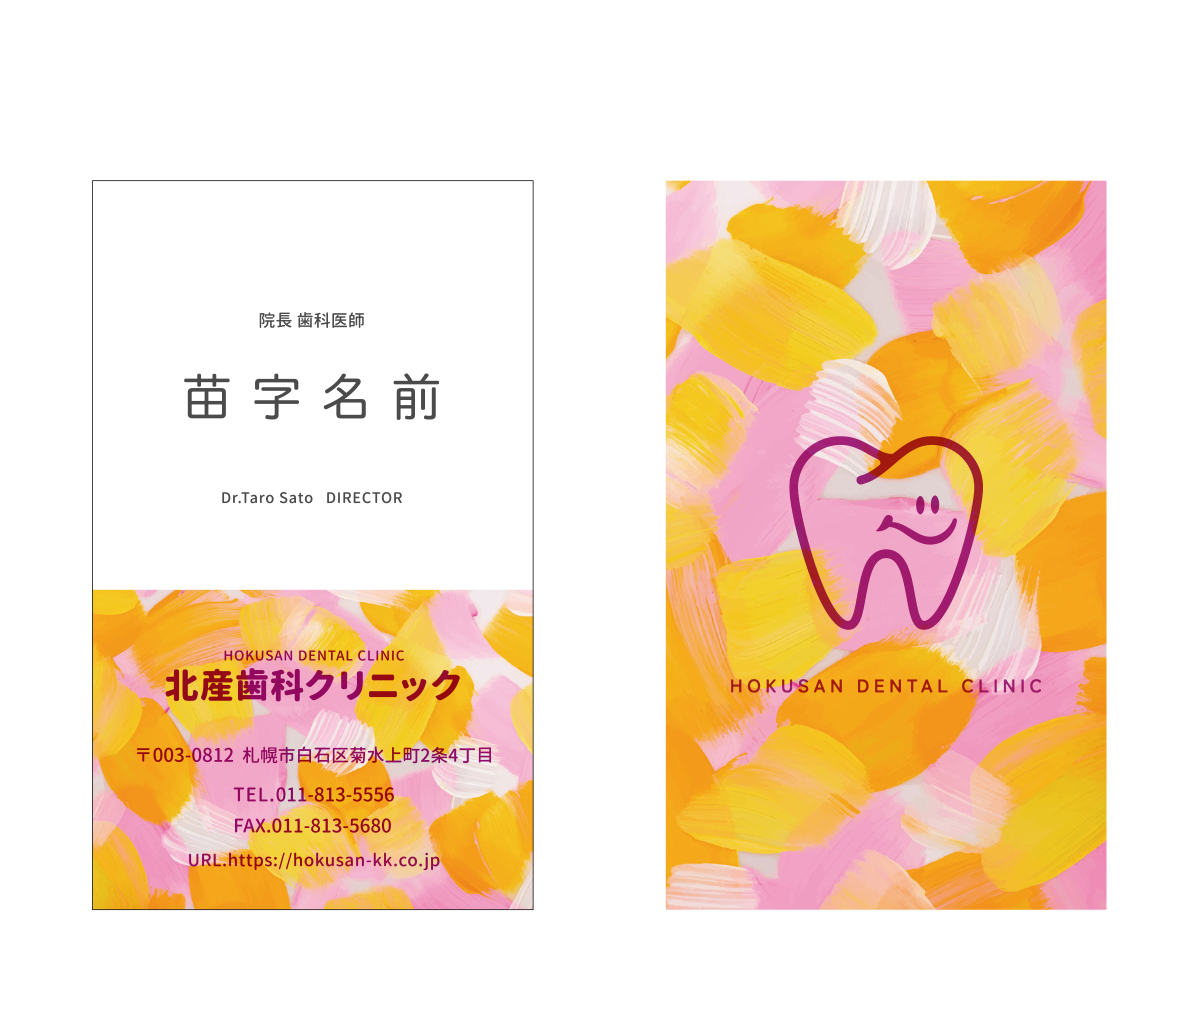 院長 歯科医師
苗字名前
Dr.Taro Sato DIRECTOR
HOKUSAN DENTAL CLINIC
北産歯科クリニック
〒003-0812 札幌市白石区菊水上町2条4丁目
TEL.011-813-5556
FAX.011-813-5680
URL.https://hokusan-kk.co.jp
HOKUSAN DENTAL CLINIC